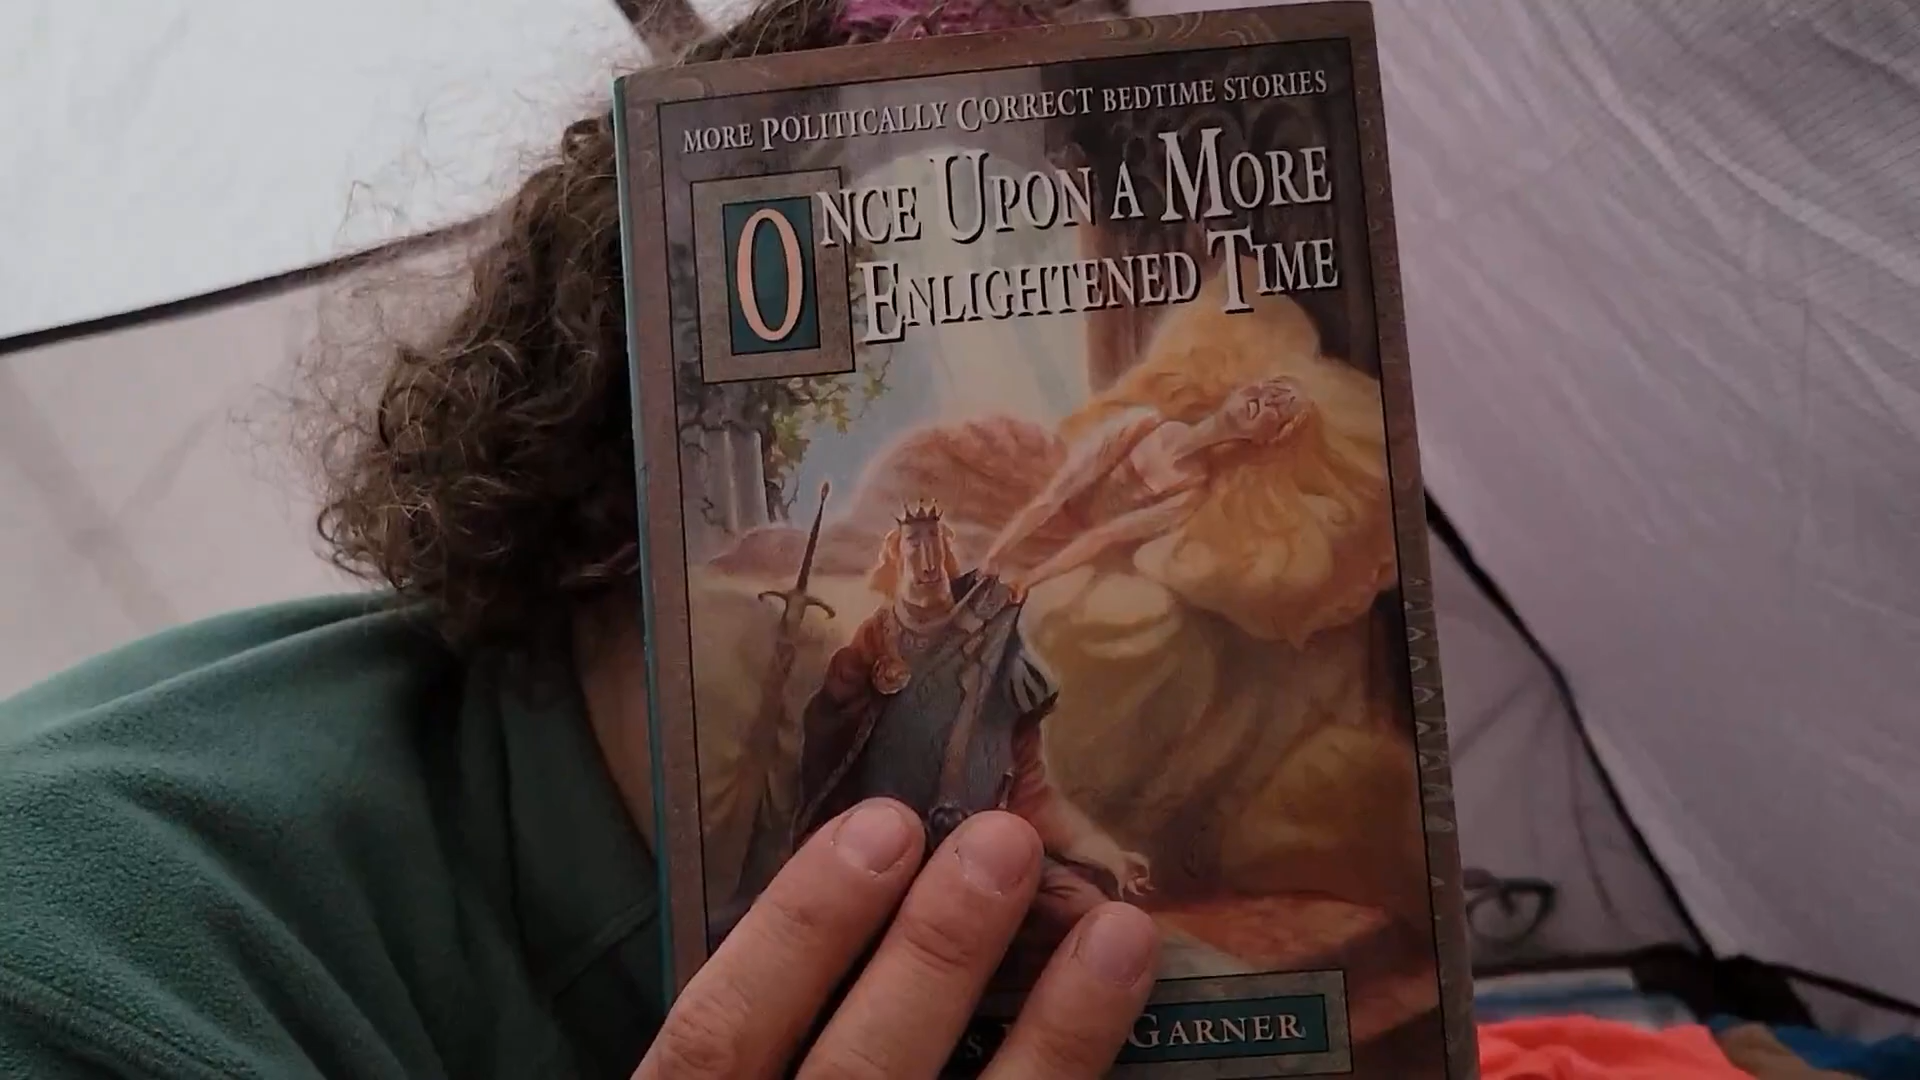 MORE POLITICALLY CORRECT BEDTIME STORIES
ONCE UPON A MORE
ENLIGHTENED TIME
GARNER